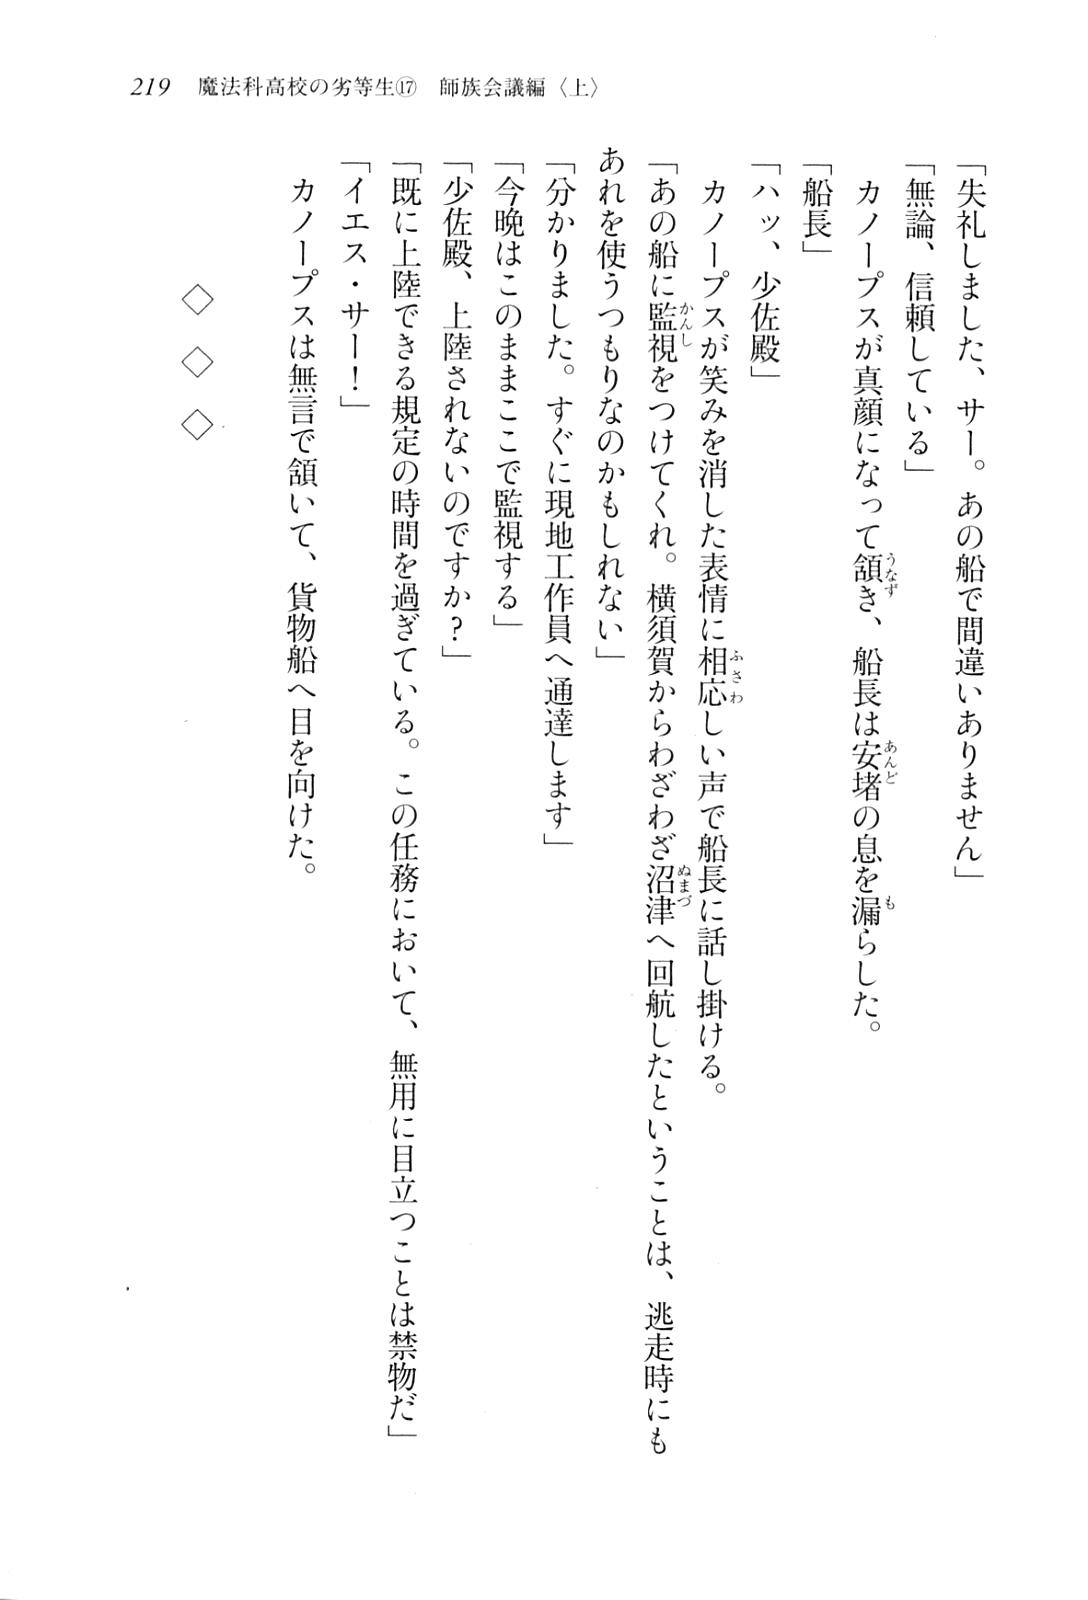 219 魔法科高校の劣等生⑰ 師族会議編〈上〉
「失礼しました、サー。あの船で間違いありません」
「無論、信頼している」
カノープスが真顔になって頷き、船長は安堵の息を漏らした。
「船長」
「ハッ、少佐殿」
カノープスが笑みを消した表情に相応しい声で船長に話し掛ける。
「あの船に監視をつけてくれ。横須賀からわざわざ沼津へ回航したということは、逃走時にも
あれを使うつもりなのかもしれない」
「分かりました。すぐに現地工作員へ通達します」
「今晩はこのままここで監視する」
「少佐殿、上陸されないのですか?」
「既に上陸できる規定の時間を過ぎている。この任務において、無用に目立つことは禁物だ」
「イエス・サー!」
カノープスは無言で頷いて、貨物船へ目を向けた。
◇ ◇ ◇